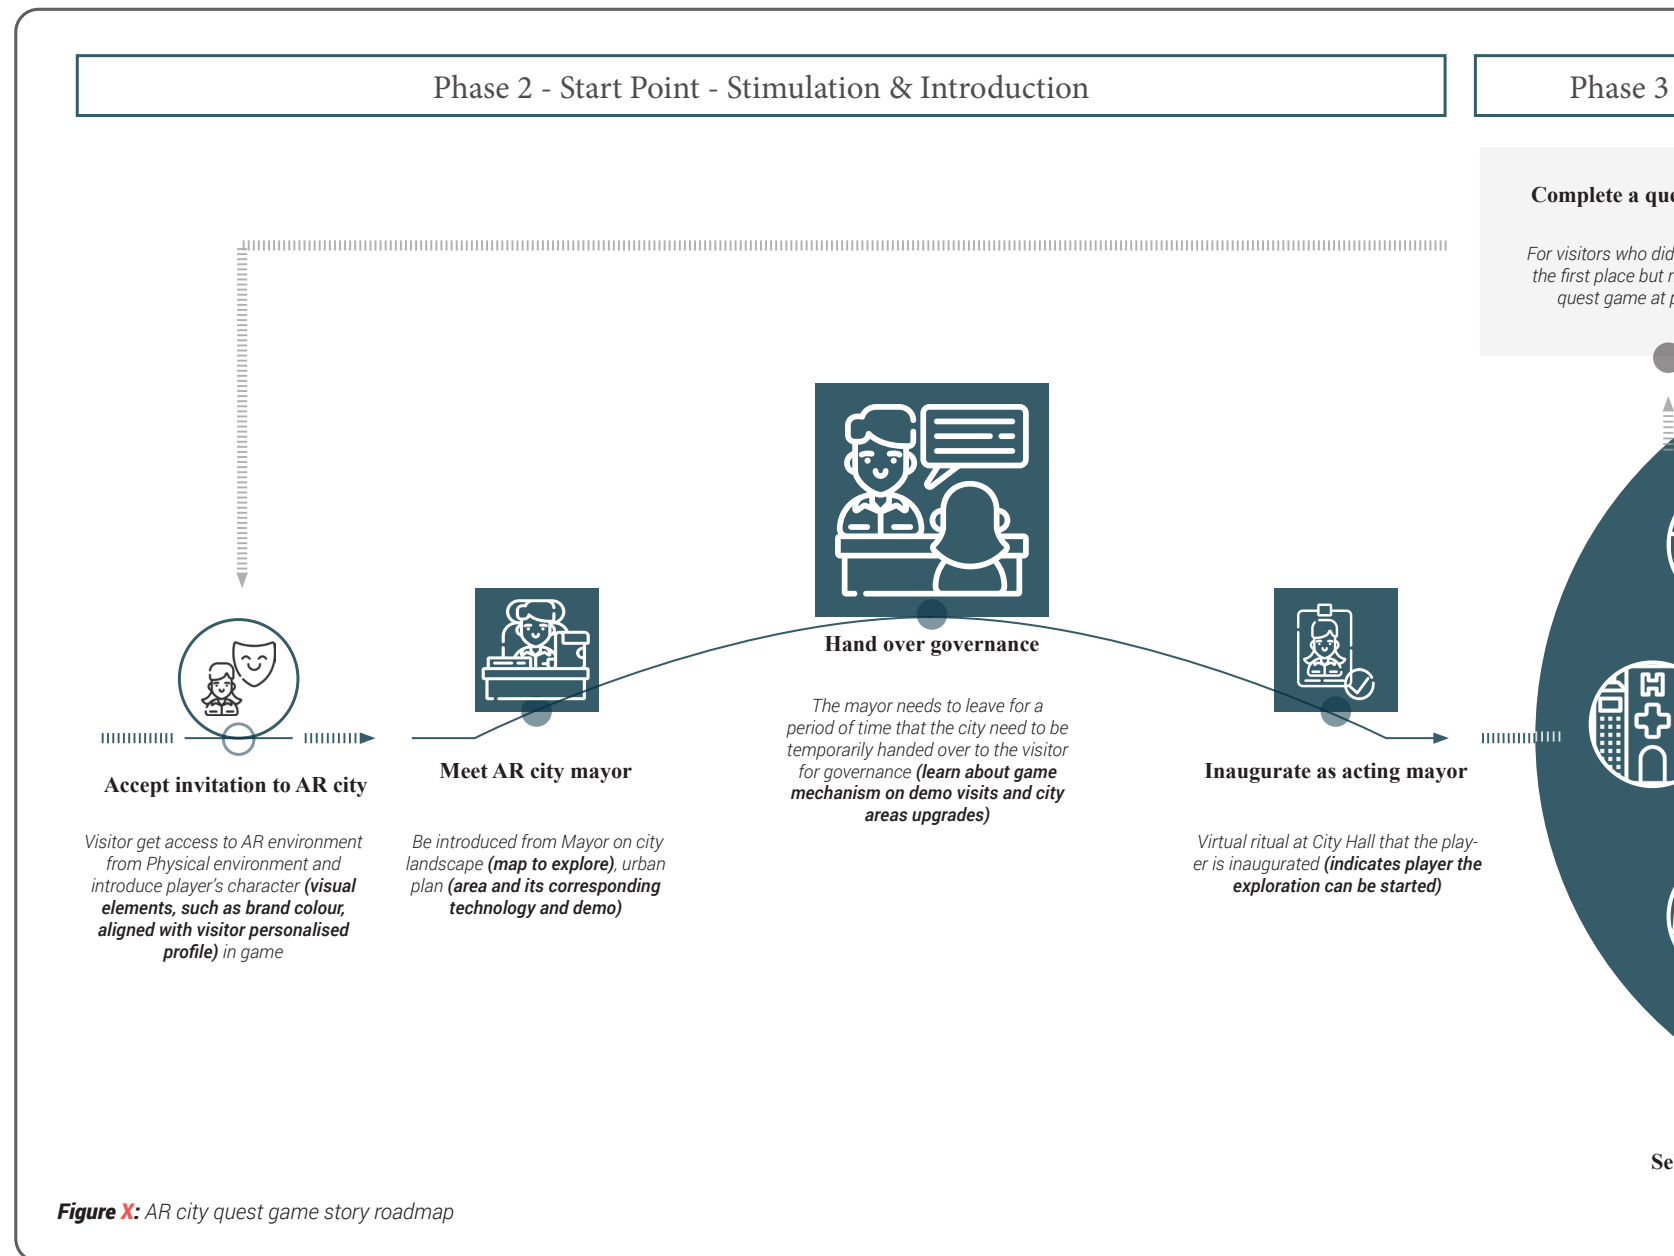 Phase 2 - Start Point - Stimulation & Introduction
Phase 3
Complete a que
For visitors who did
the first place but r
quest game at p
Hand over governance
The mayor needs to leave for a
period of time that the city need to be
temporarily handed over to the visitor
for governance (learn about game
mechanism on demo visits and city
areas upgrades)
Accept invitation to AR city
Visitor get access to AR environment
from Physical environment and
introduce player's character (visual
elements, such as brand colour,
aligned with visitor personalised
profile) in game
Meet AR city mayor
Be introduced from Mayor on city
landscape (map to explore), urban
plan (area and its corresponding
technology and demo)
Inaugurate as acting mayor
Virtual ritual at City Hall that the play-
er is inaugurated (indicates player the
exploration can be started)
H
Se
Figure X: AR city quest game story roadmap